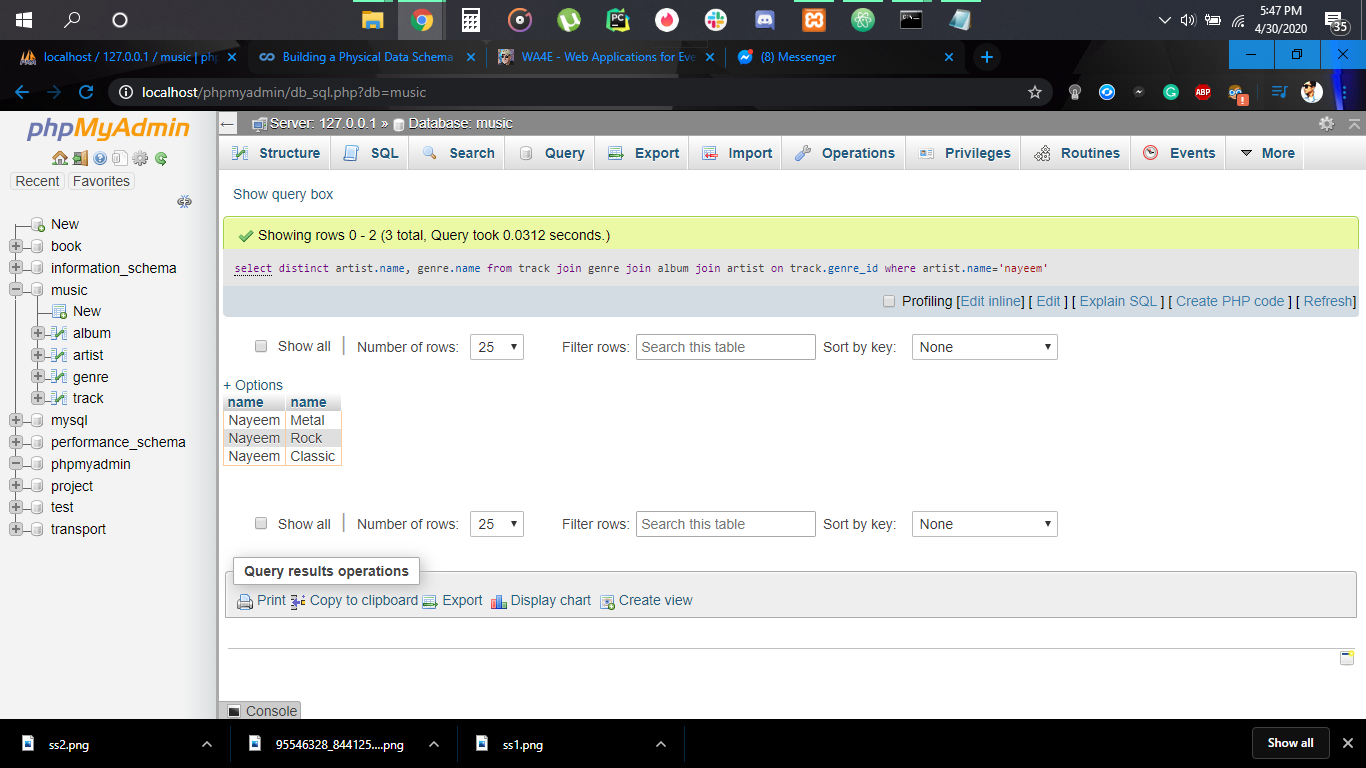 5:47 PM
4/30/2020
35
localhost / 127.0.0.1 / music | php
Building a Physical Data Schema
WA4E - Web Applications for Eve
(8) Messenger
localhost/phpmyadmin/db_sql.php?db=music
ABP
phpMyAdmin
Recent
Favorites
New
book
information_schema
music
New
album
artist
genre
track
mysql
performance_schema
phpmyadmin
project
test
transport
Server: 127.0.0.1 » Database: music
Structure
SQL
Search
Query
Export
Import
Operations
Privileges
Routines
Events
More
Show query box
Showing rows 0 - 2 (3 total, Query took 0.0312 seconds.)
select distinct artist.name, genre.name from track join genre join album join artist on track.genre_id where artist.name='nayeem'
Profiling [Edit inline] [ Edit ] [ Explain SQL ] [ Create PHP code ] [ Refresh]
Show all | Number of rows: 25 Filter rows: Search this table Sort by key: None
+ Options
name name
Nayeem Metal
Nayeem Rock
Nayeem Classic
Show all | Number of rows: 25 Filter rows: Search this table Sort by key: None
Query results operations
Print Copy to clipboard Export Display chart Create view
Console
ss2.png
95546328_844125....png
ss1.png
Show all